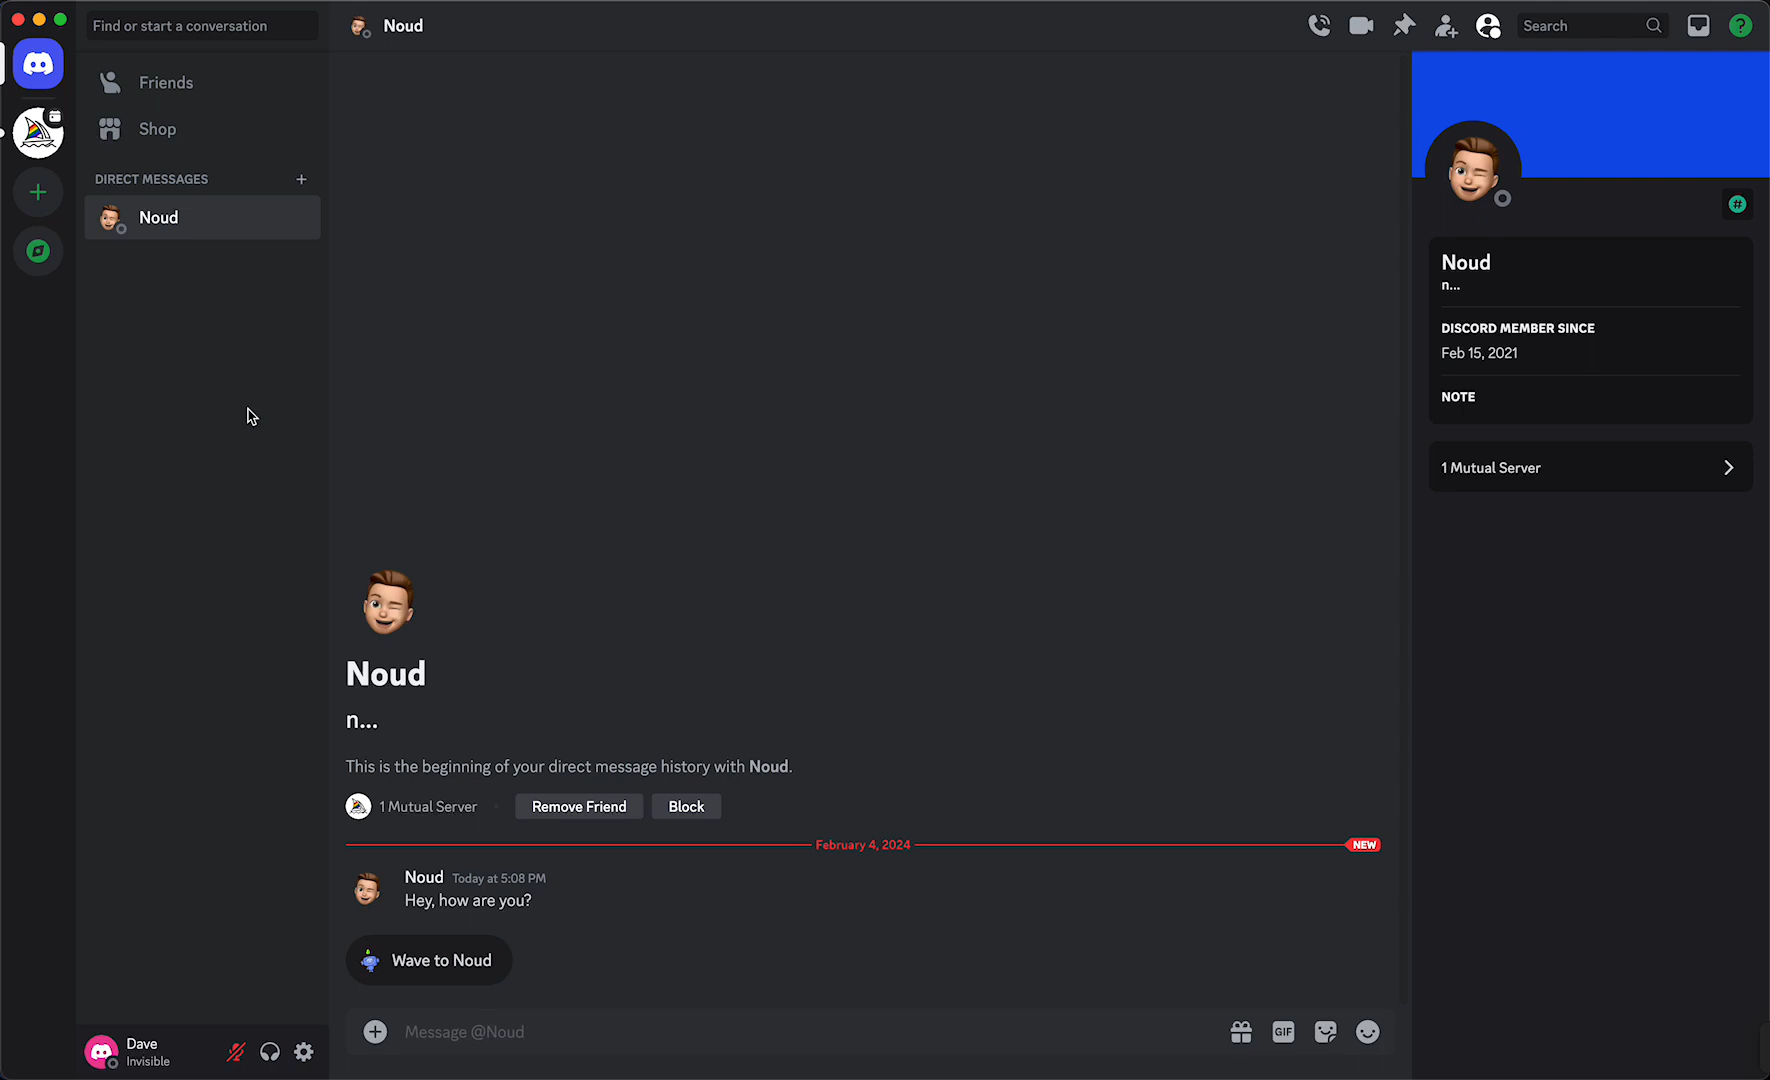 Find or start a conversation
Friends
Shop
DIRECT MESSAGES
Noud
Dave
Invisible
Noud
Search
Noud
n...
This is the beginning of your direct message history with Noud.
1 Mutual Server
Remove Friend
Block
February 4, 2024
NEW
Noud Today at 5:08 PM
Hey, how are you?
Wave to Noud
Message @Noud
GIF
Noud
n...
DISCORD MEMBER SINCE
Feb 15, 2021
NOTE
1 Mutual Server